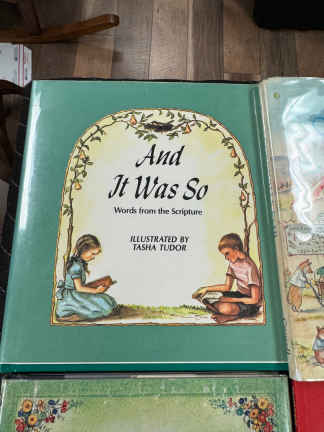 And
It Was So
Words from the Scripture
ILLUSTRATED BY
TASHA TUDOR